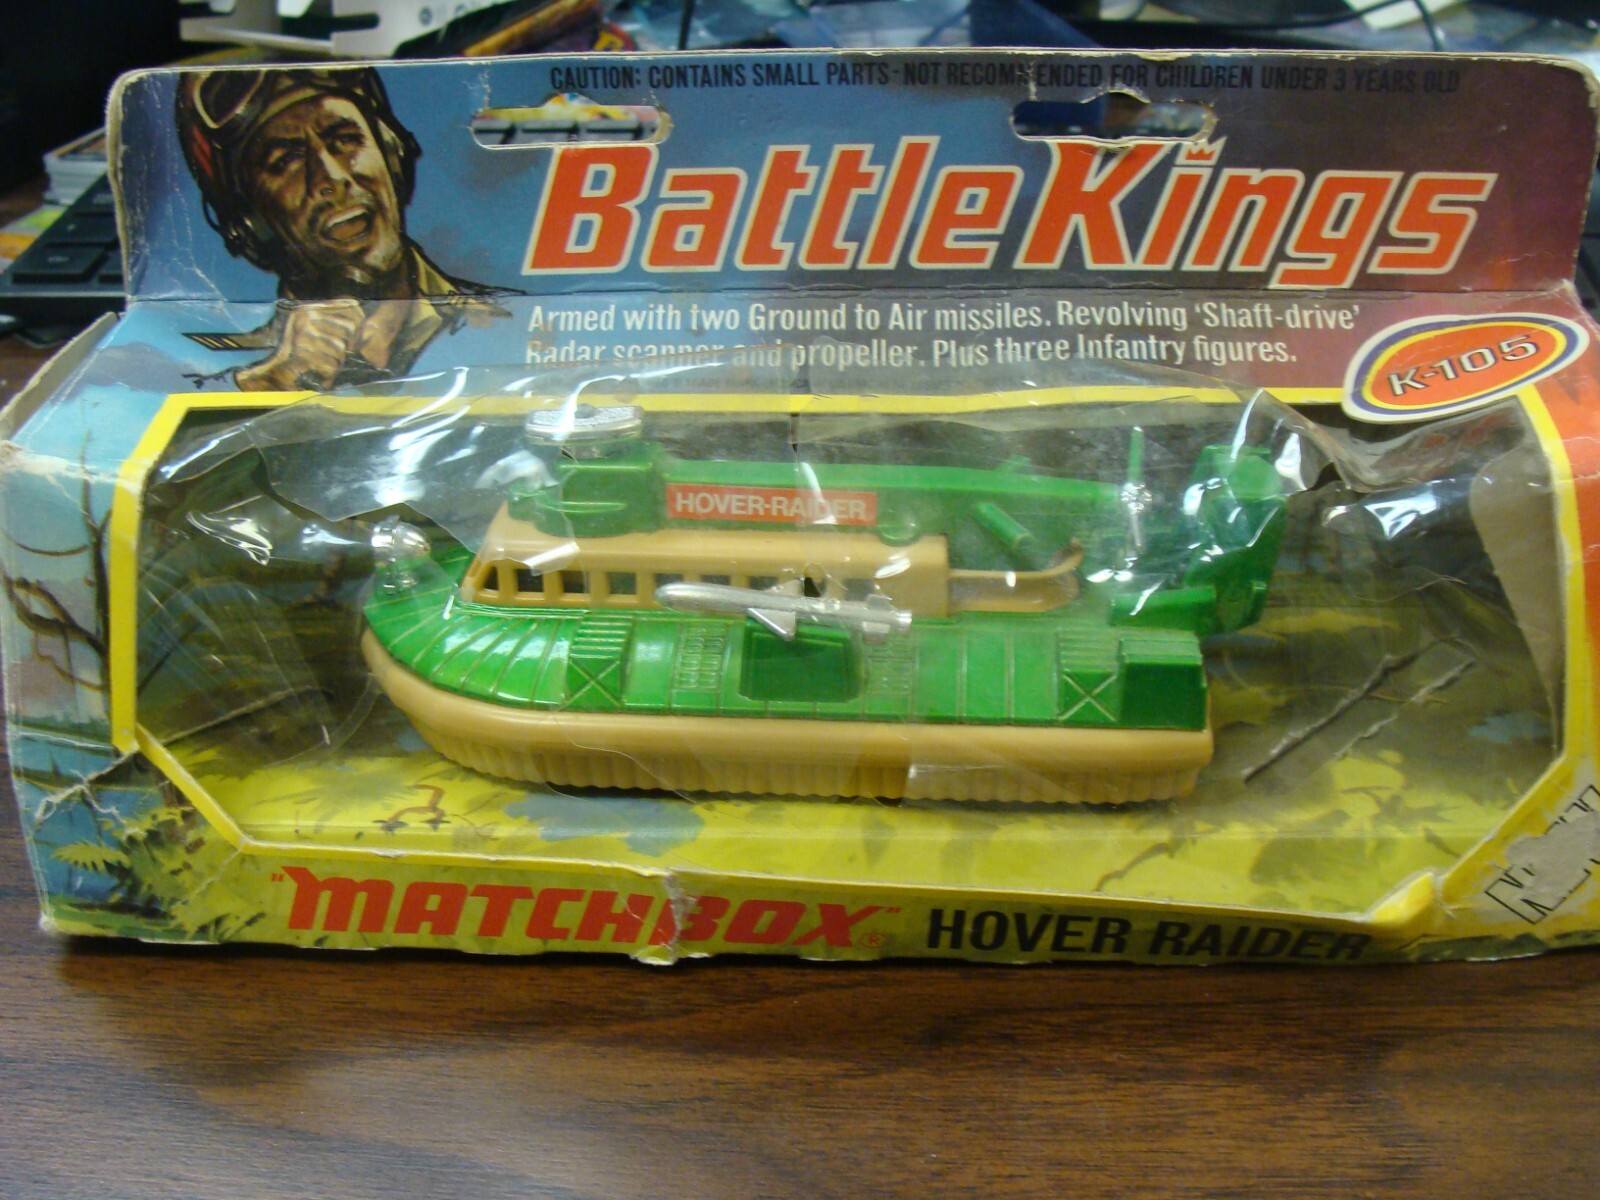 CAUTION: CONTAINS SMALL PARTS - NOT RECOMMENDED FOR CHILDREN UNDER 3 YEARS OLD
BattleKings
Armed with two Ground to Air missiles. Revolving 'Shaft-drive'
Radar scanner and propeller. Plus three Infantry figures.
K-105
HOVER-RAIDER
"MATCHBOX"® HOVER RAIDER